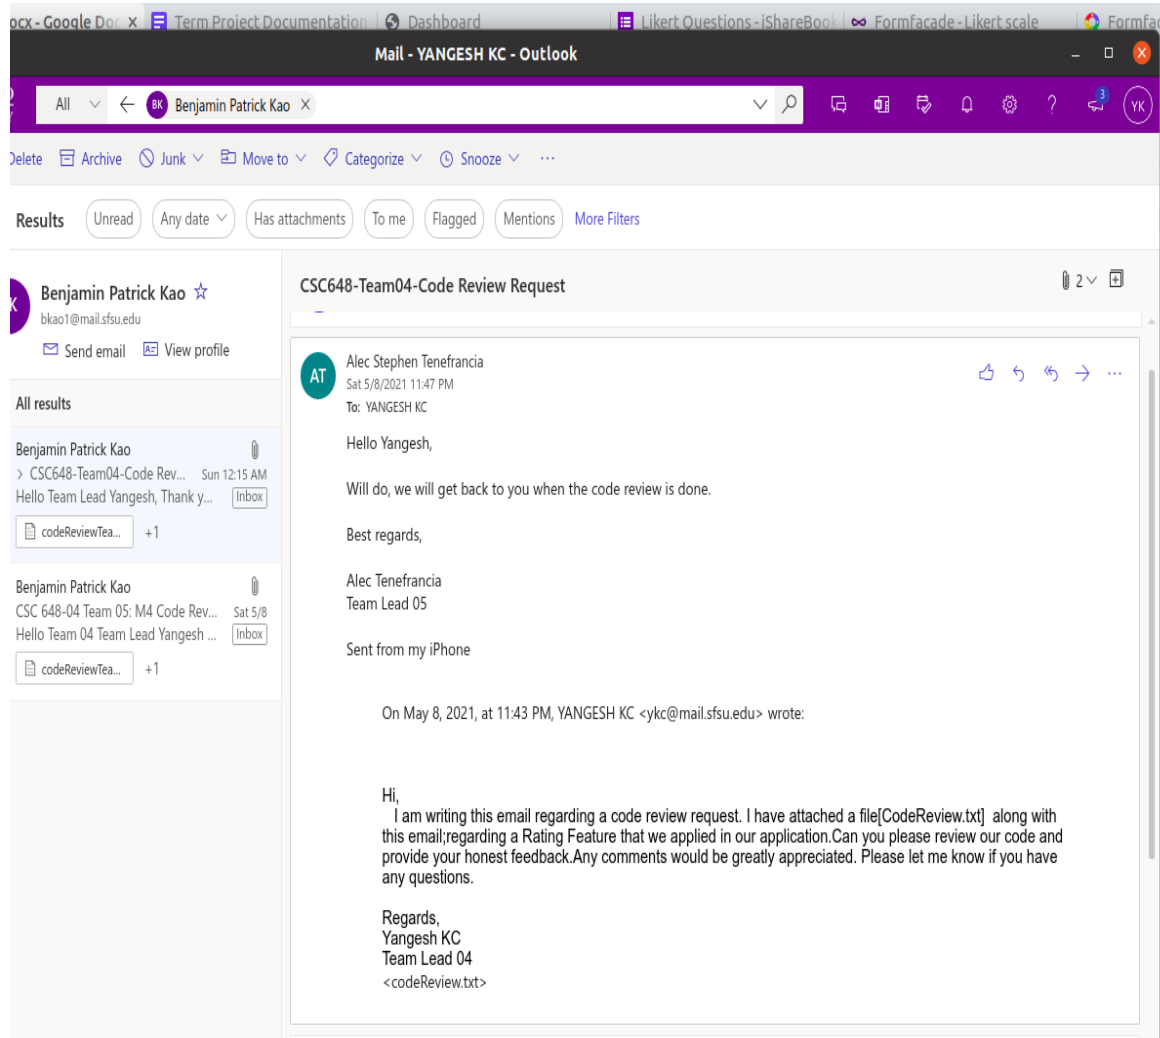 ocx - Google Doc X Term Project Documentation Dashboard Likert Questions - iShareBook Formfacade - Likert scale Formfac
Mail - YANGESH KC - Outlook
All BK Benjamin Patrick Kao X 3 YK
Delete Archive Junk Move to Categorize Snooze ...
Results Unread Any date Has attachments To me Flagged Mentions More Filters
K Benjamin Patrick Kao
bkao1@mail.sfsu.edu
Send email View profile
All results
Benjamin Patrick Kao
> CSC648-Team04-Code Rev... Sun 12:15 AM
Hello Team Lead Yangesh, Thank y... Inbox
codeReviewTea... +1
Benjamin Patrick Kao
CSC 648-04 Team 05: M4 Code Rev... Sat 5/8
Hello Team 04 Team Lead Yangesh ... Inbox
codeReviewTea... +1
CSC648-Team04-Code Review Request 2
AT Alec Stephen Tenefrancia
Sat 5/8/2021 11:47 PM
To: YANGESH KC
Hello Yangesh,
Will do, we will get back to you when the code review is done.
Best regards,
Alec Tenefrancia
Team Lead 05
Sent from my iPhone
On May 8, 2021, at 11:43 PM, YANGESH KC <ykc@mail.sfsu.edu> wrote:
Hi,
I am writing this email regarding a code review request. I have attached a file[CodeReview.txt] along with
this email;regarding a Rating Feature that we applied in our application.Can you please review our code and
provide your honest feedback.Any comments would be greatly appreciated. Please let me know if you have
any questions.
Regards,
Yangesh KC
Team Lead 04
<codeReview.txt>